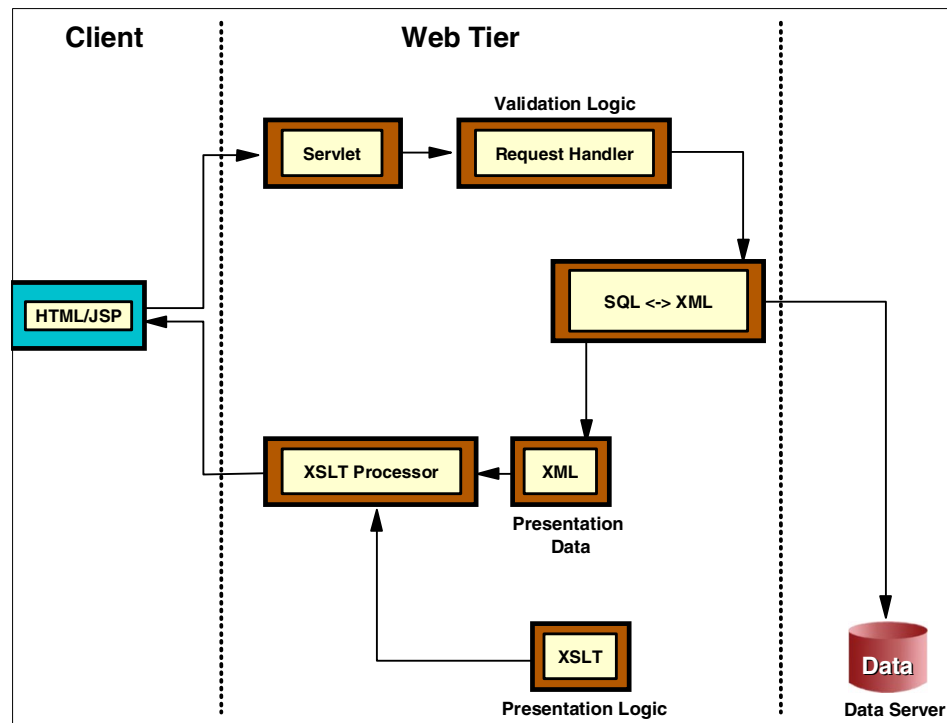 Client
Web Tier
Validation Logic
Servlet
Request Handler
HTML/JSP
SQL <-> XML
XSLT Processor
XML
Presentation
Data
XSLT
Presentation Logic
Data
Data Server